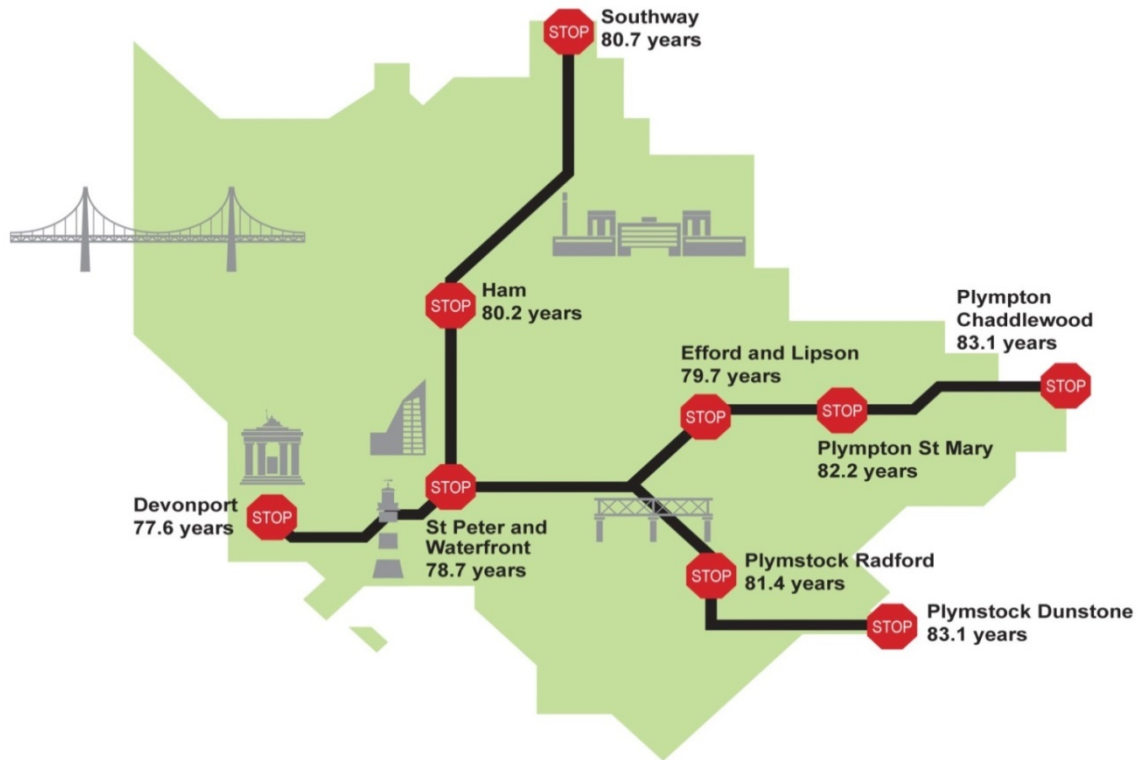 STOP
Southway
80.7 years
STOP
Ham
80.2 years
Plympton
Chaddlewood
83.1 years
STOP
Efford and Lipson
79.7 years
STOP
STOP
Plympton St Mary
82.2 years
STOP
St Peter and
Waterfront
78.7 years
Devonport
77.6 years
STOP
STOP
Plymstock Radford
81.4 years
STOP
Plymstock Dunstone
83.1 years